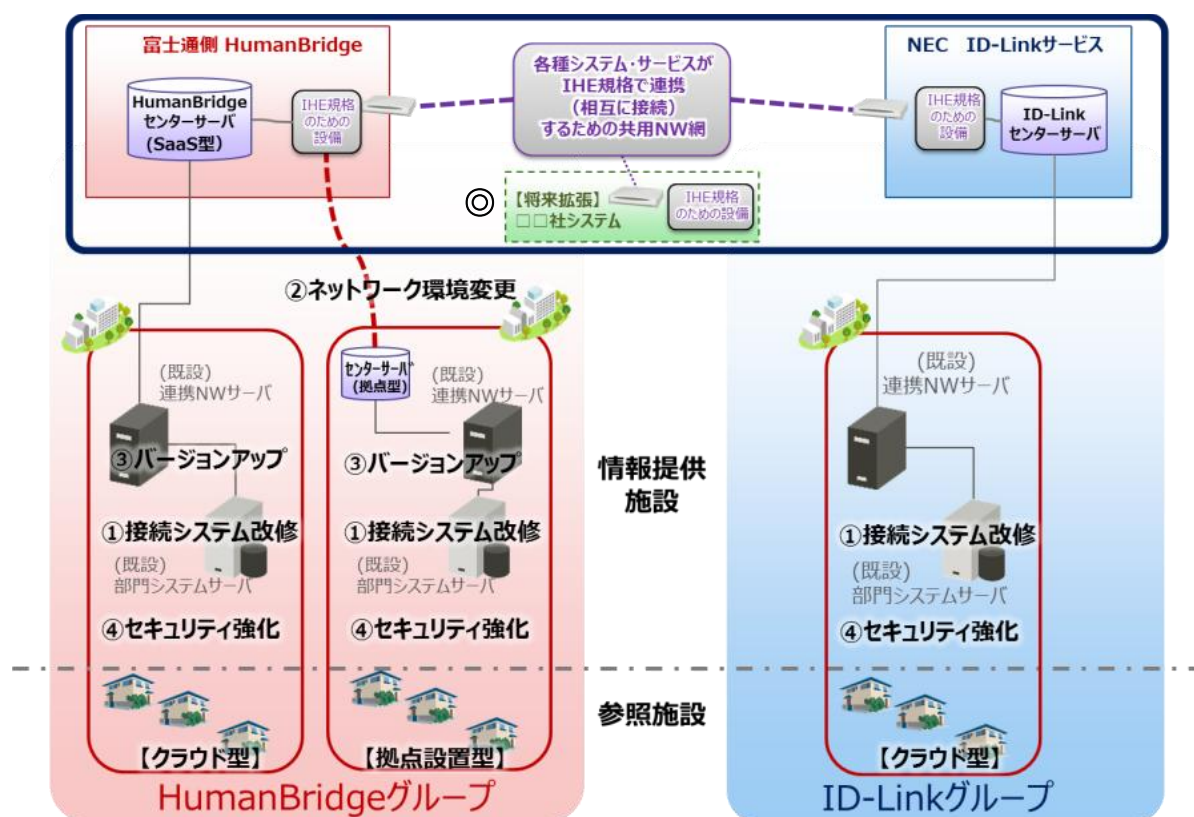 富士通側 HumanBridge
HumanBridge
センターサーバ
(SaaS型)
IHE規格
のための
設備
各種システム・サービスが
IHE規格で連携
(相互に接続)
するための共用NW網
NEC ID-Linkサービス
IHE規格
のための
設備
ID-Link
センターサーバ
◎
【将来拡張】
□□社システム
IHE規格
のための設備
②ネットワーク環境変更
(既設)
連携NWサーバ
③バージョンアップ
①接続システム改修
(既設)
部門システムサーバ
④セキュリティ強化
【クラウド型】
センターサーバ
(拠点型)
(既設)
連携NWサーバ
③バージョンアップ
①接続システム改修
(既設)
部門システムサーバ
④セキュリティ強化
【拠点設置型】
HumanBridgeグループ
情報提供
施設
参照施設
(既設)
連携NWサーバ
①接続システム改修
(既設)
部門システムサーバ
④セキュリティ強化
【クラウド型】
ID-Linkグループ